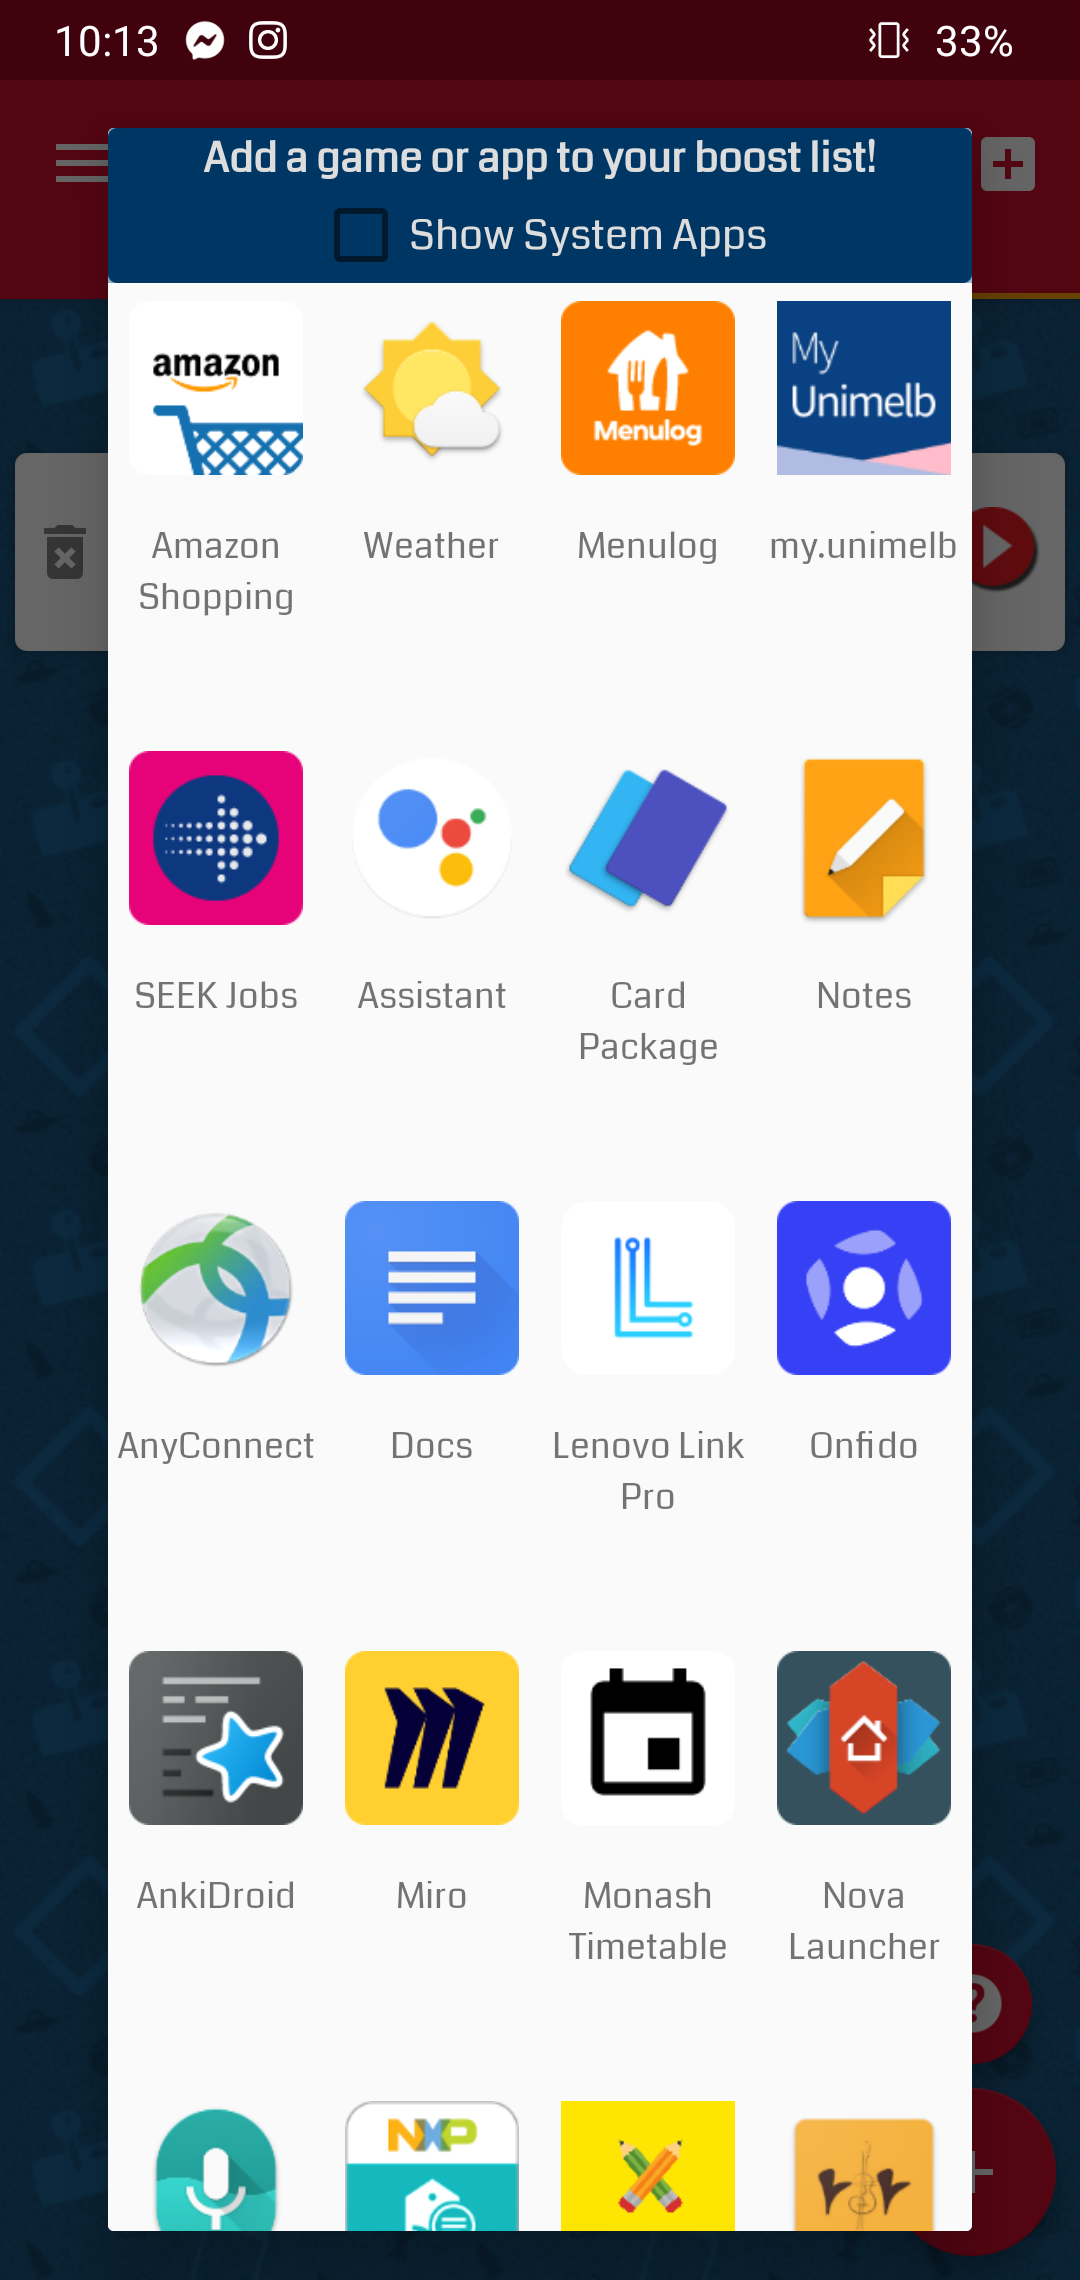 10:13
33%
Add a game or app to your boost list!
Show System Apps
amazon
Menulog
My
Unimelb
Amazon
Shopping
Weather
Menulog
my.unimelb
SEEK Jobs
Assistant
Card
Package
Notes
AnyConnect
Docs
Lenovo Link
Pro
Onfido
AnkiDroid
Miro
Monash
Timetable
Nova
Launcher
NXP